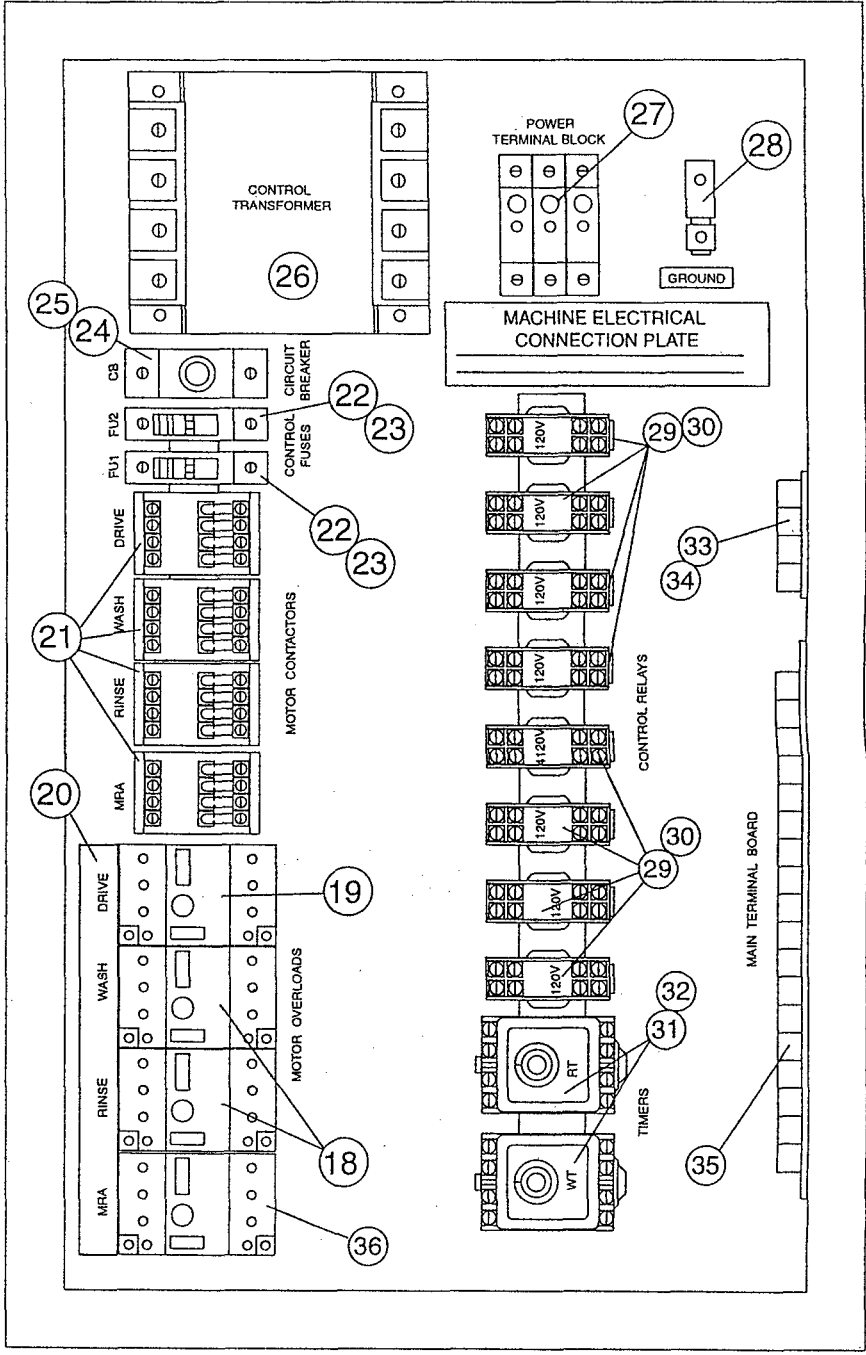 CONTROL
TRANSFORMER
26
POWER
TERMINAL BLOCK
27
28
GROUND
MACHINE ELECTRICAL
CONNECTION PLATE
25
24
CB
CIRCUIT
BREAKER
FU2
FU1
CONTROL
FUSES
22
23
22
23
DRIVE
WASH
RINSE
MRA
21
MOTOR CONTACTORS
20
DRIVE
WASH
RINSE
MRA
19
18
36
MOTOR OVERLOADS
120V
120V
120V
120V
4120V
120V
120V
120V
29
30
29
30
CONTROL RELAYS
33
34
MAIN TERMINAL BOARD
35
32
31
RT
WT
TIMERS